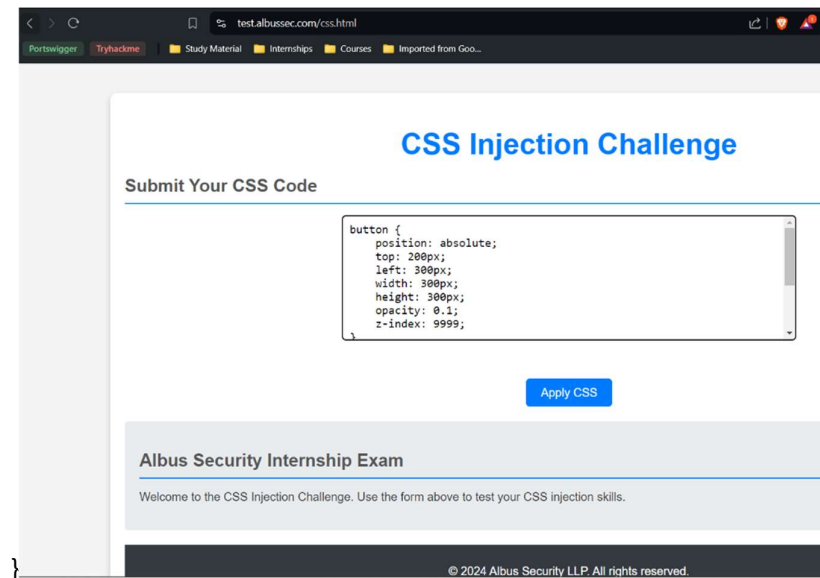 test.albussec.com/css.html
Portswigger Tryhackme Study Material Internships Courses Imported from Goo...
CSS Injection Challenge
Submit Your CSS Code
button {
position: absolute;
top: 200px;
left: 300px;
width: 300px;
height: 300px;
opacity: 0.1;
z-index: 9999;
}
Apply CSS
Albus Security Internship Exam
Welcome to the CSS Injection Challenge. Use the form above to test your CSS injection skills.
}
© 2024 Albus Security LLP. All rights reserved.